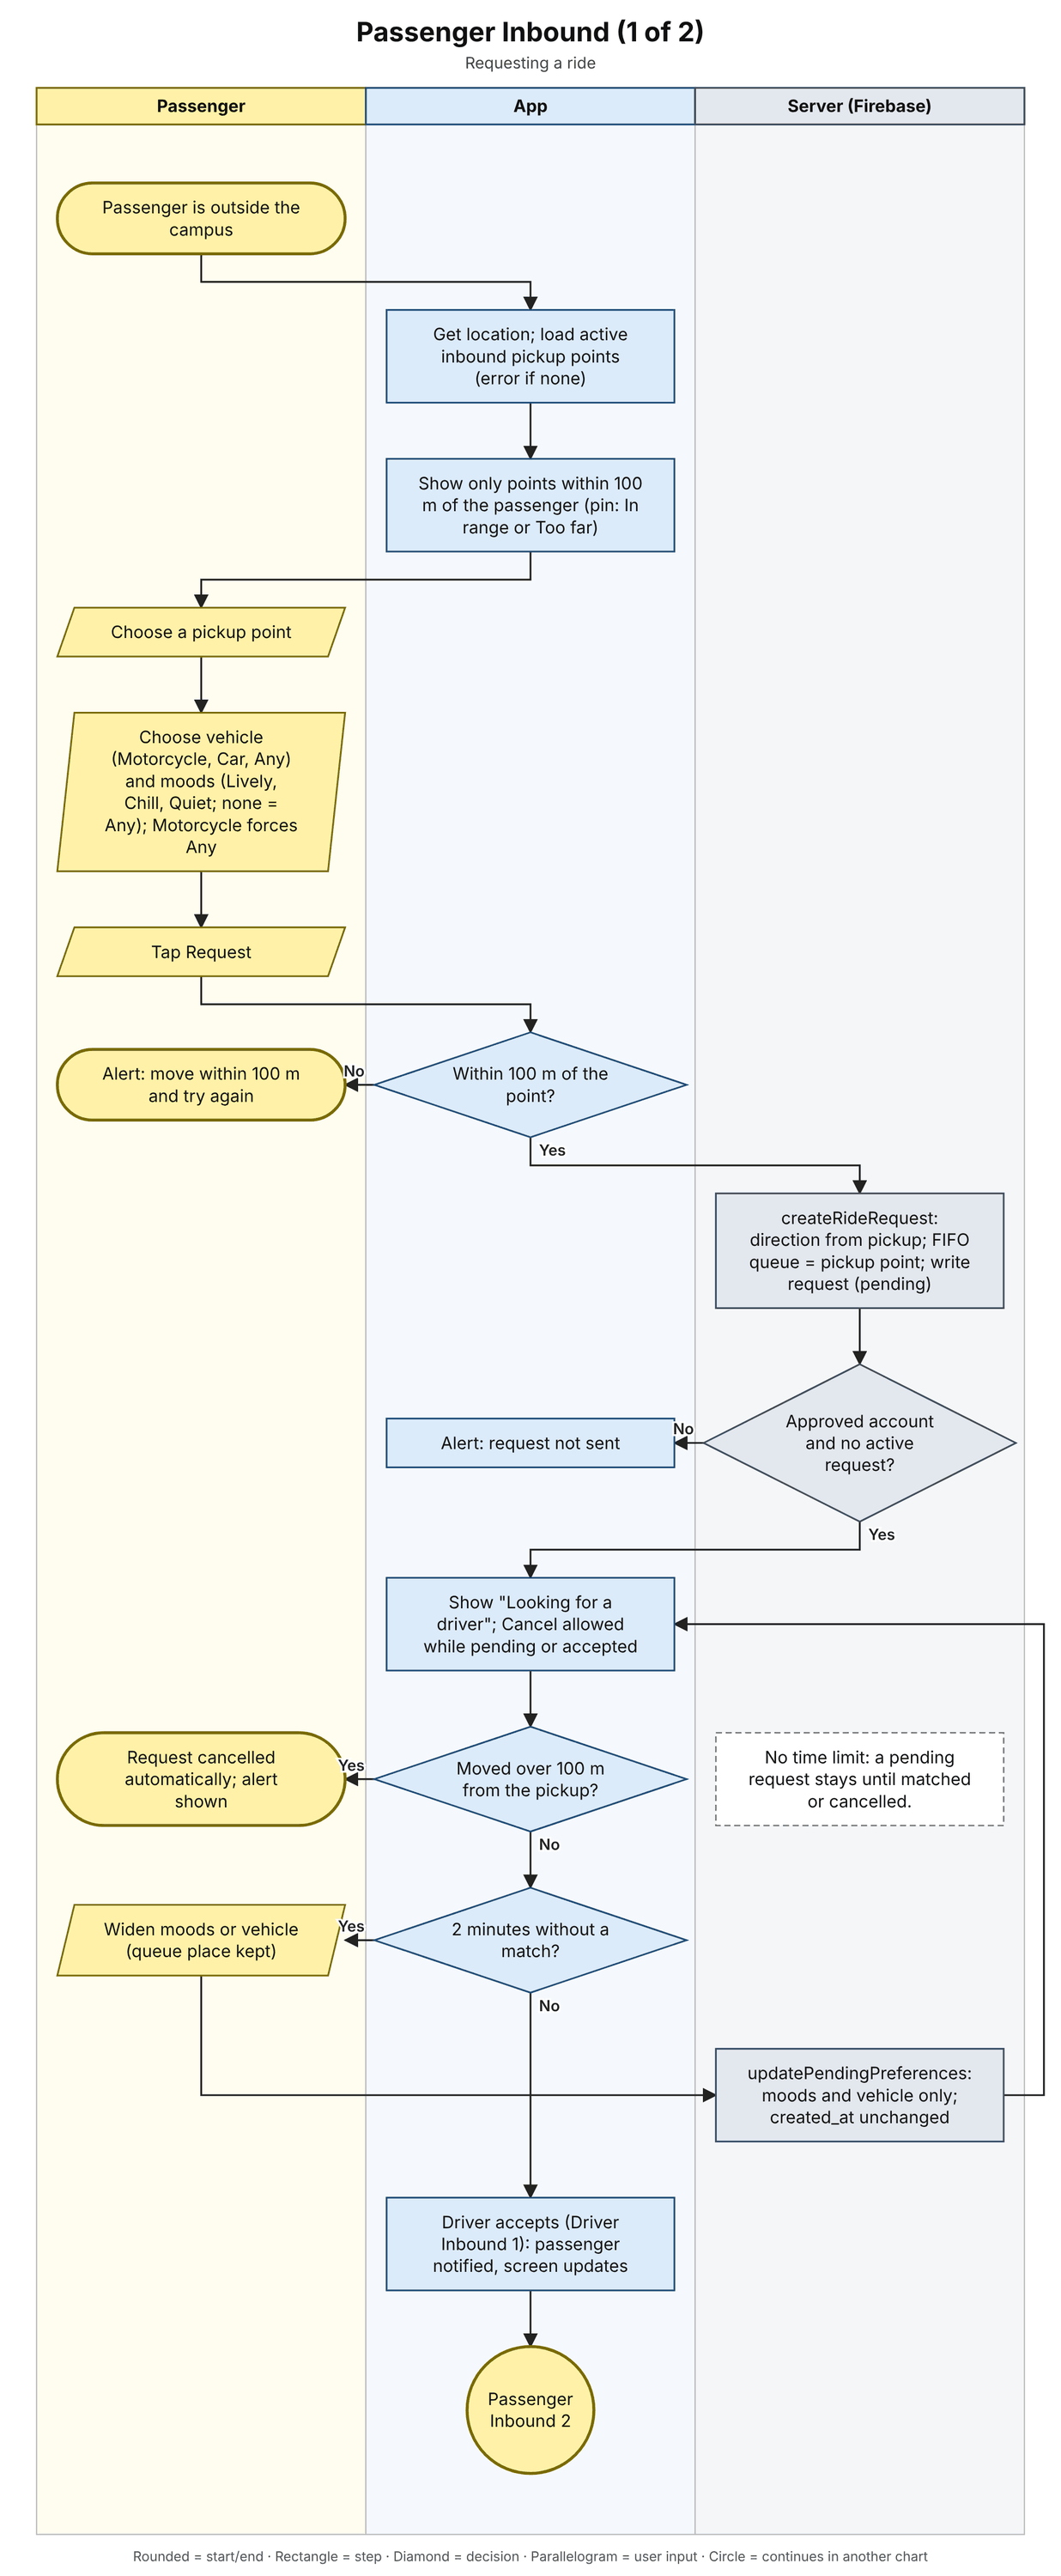 Passenger Inbound (1 of 2)
Requesting a ride
Passenger
App
Server (Firebase)
Passenger is outside the
campus
Get location; load active
inbound pickup points
(error if none)
Show only points within 100
m of the passenger (pin: In
range or Too far)
Choose a pickup point
Choose vehicle
(Motorcycle, Car, Any)
and moods (Lively,
Chill, Quiet; none =
Any); Motorcycle forces
Any
Tap Request
Within 100 m of the
point?
No
Alert: move within 100 m
and try again
Yes
createRideRequest:
direction from pickup; FIFO
queue = pickup point; write
request (pending)
Approved account
and no active
request?
No
Alert: request not sent
Yes
Show "Looking for a
driver"; Cancel allowed
while pending or accepted
Moved over 100 m
from the pickup?
Yes
Request cancelled
automatically; alert
shown
No time limit: a pending
request stays until matched
or cancelled.
No
2 minutes without a
match?
Yes
Widen moods or vehicle
(queue place kept)
No
updatePendingPreferences:
moods and vehicle only;
created_at unchanged
Driver accepts (Driver
Inbound 1): passenger
notified, screen updates
Passenger
Inbound 2
Rounded = start/end · Rectangle = step · Diamond = decision · Parallelogram = user input · Circle = continues in another chart